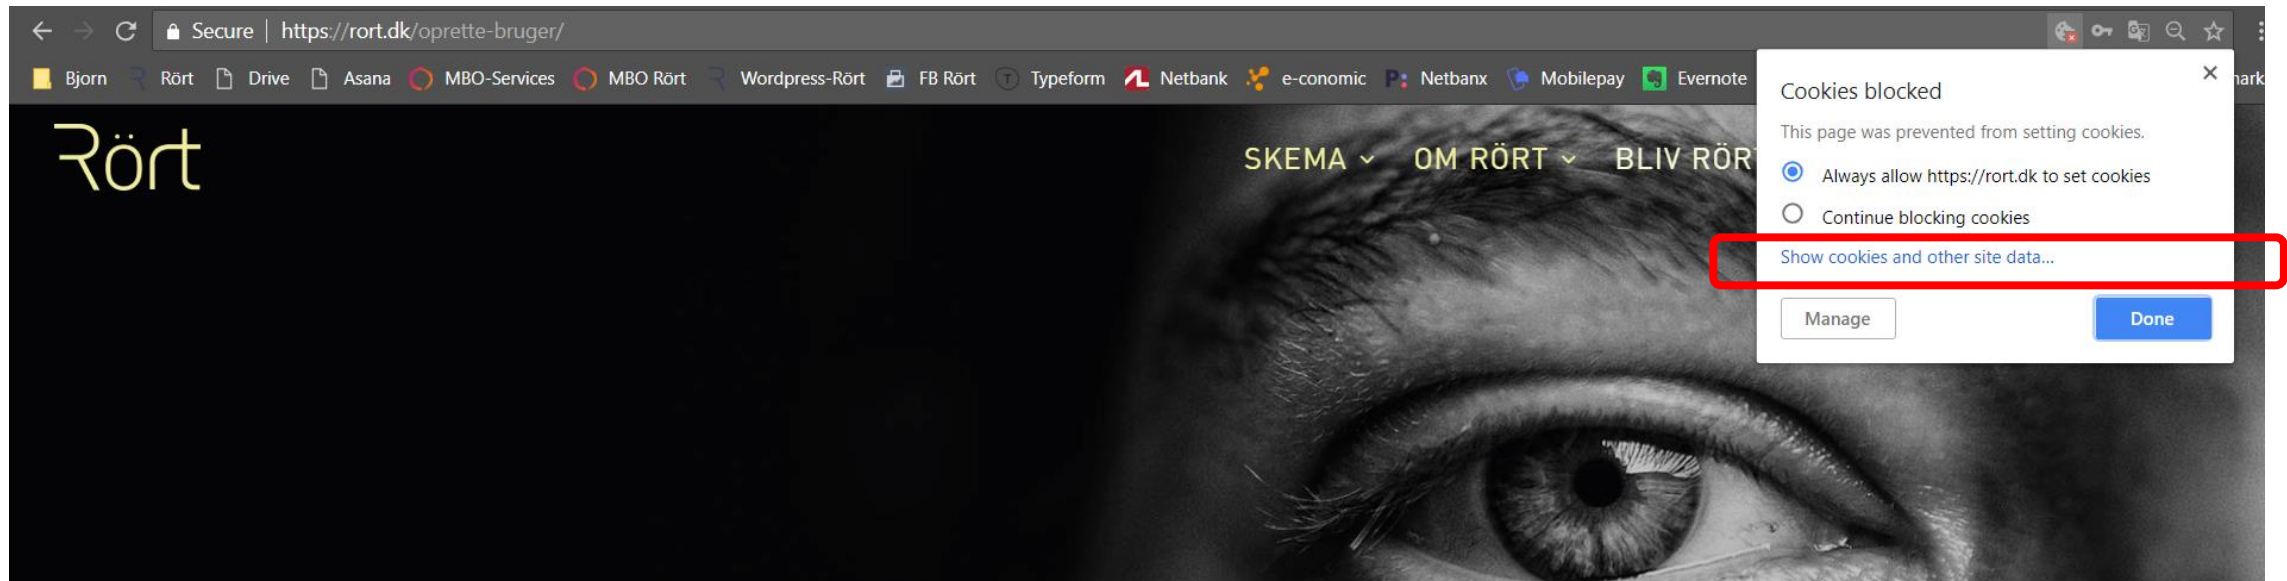 Secure | https://rort.dk/oprette-bruger/
Bjorn Rört Drive Asana MBO-Services MBO Rört Wordpress-Rört FB Rört Typeform Netbank e-conomic Netbanx Mobilepay Evernote
Rört
SKEMA OM RÖRT BLIV RÖRT
Cookies blocked
This page was prevented from setting cookies.
Always allow https://rort.dk to set cookies
Continue blocking cookies
Show cookies and other site data...
Manage Done